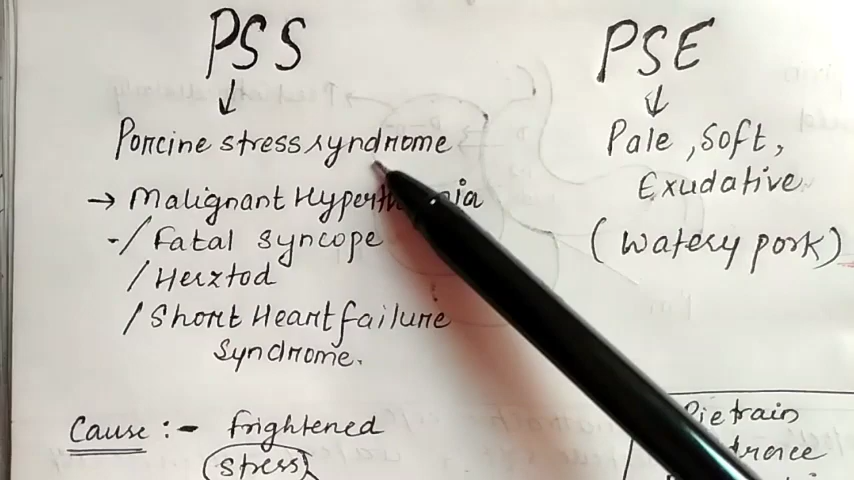 PSS
↓
Porcine stress syndrome
→ Malignant
-/ Fatal syncope
/ Herztod
/ Short Heart failure
syndrome.
Cause :- frightened
stress
PSE
↓
Pale, Soft,
Exudative
(Watery pork)
Pietrain